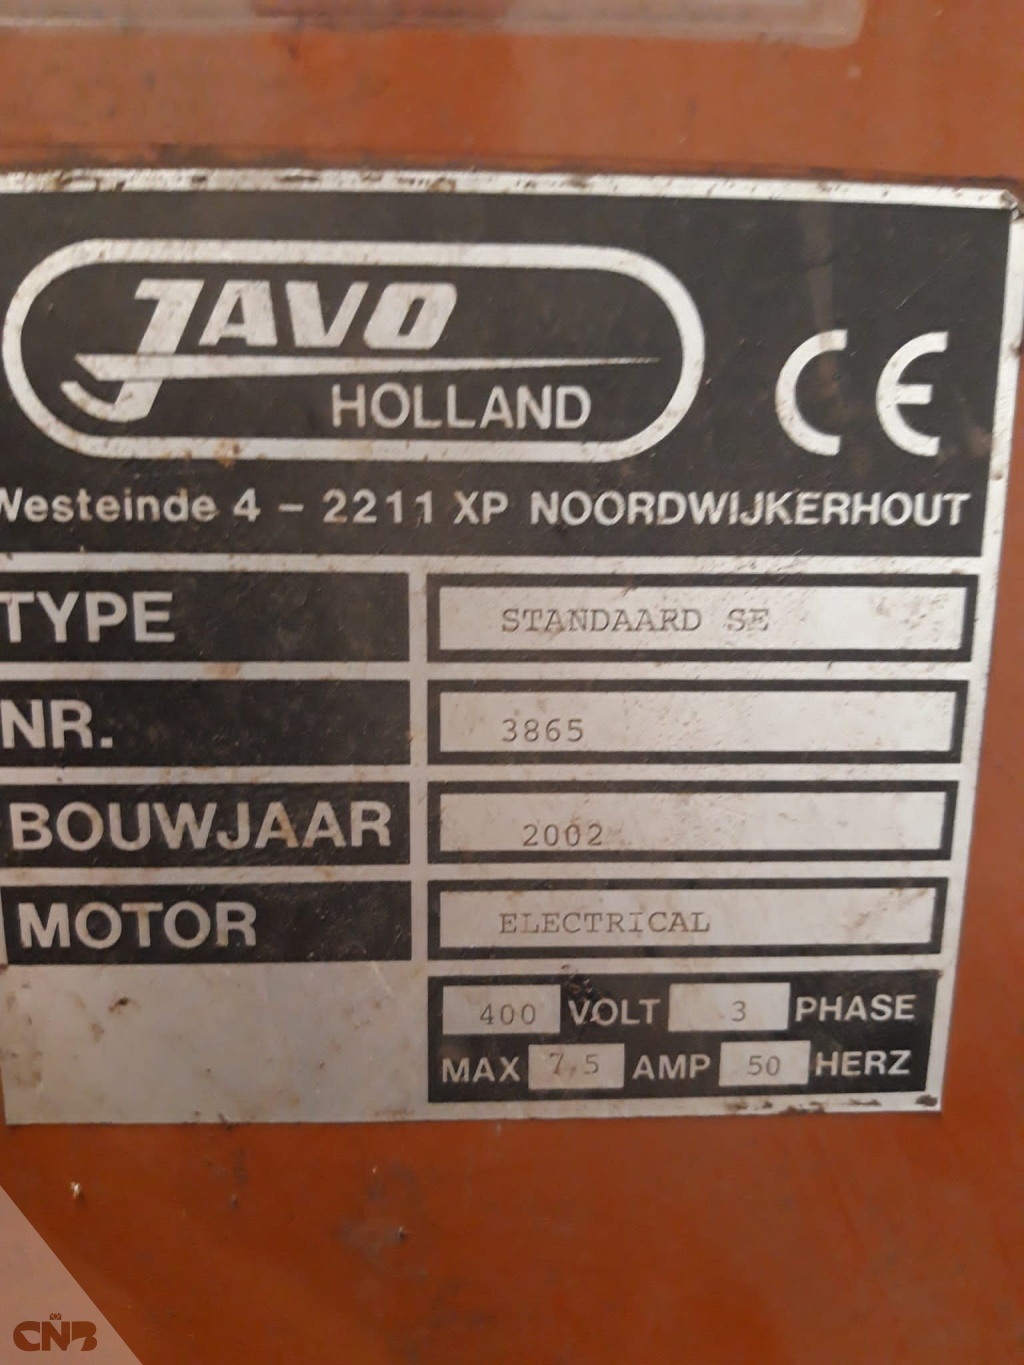 JAVO
HOLLAND
CE
Westeinde 4 - 2211 XP NOORDWIJKERHOUT
TYPE STANDAARD SE
NR. 3865
BOUWJAAR 2002
MOTOR ELECTRICAL
400 VOLT 3 PHASE
MAX 7,5 AMP 50 HERZ
CNB